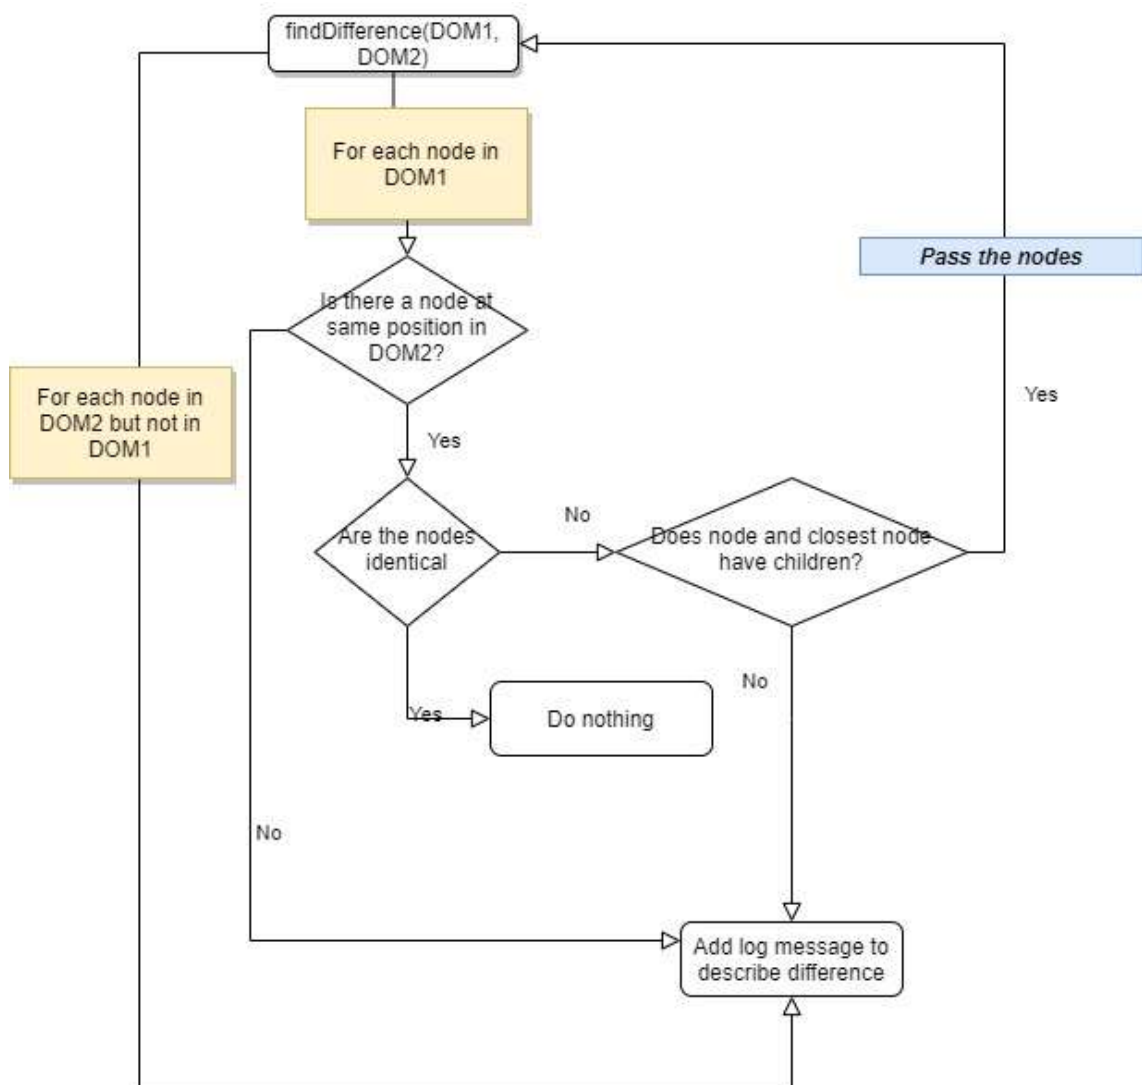 findDifference(DOM1,
DOM2)
For each node in
DOM1
Pass the nodes
Is there a node at
same position in
DOM2?
For each node in
DOM2 but not in
DOM1
Yes
Yes
No
Are the nodes
identical
Does node and closest node
have children?
No
Yes
Do nothing
No
Add log message to
describe difference